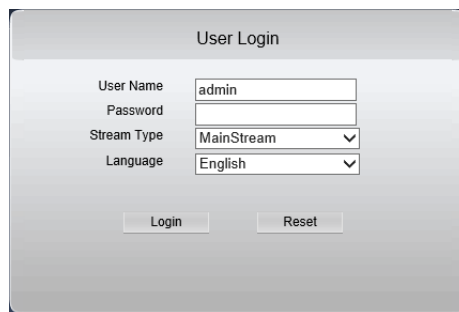 User Login
User Name admin
Password
Stream Type MainStream
Language English
Login Reset